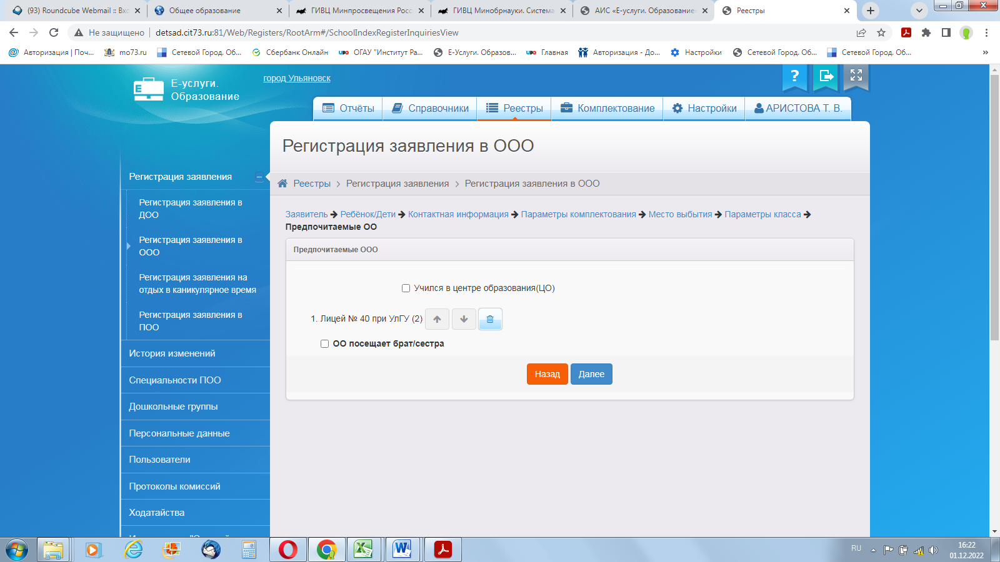 (93) Roundcube Webmail :: Вхс
Общее образование
ГИВЦ Минпросвещения Росс
ГИВЦ Минобрнауки. Система
АИС «Е-услуги. Образование»
Реестры
Не защищено
detsad.cit73.ru:81/Web/Registers/RootArm#/SchoolIndexRegisterInquiriesView
Авторизация | Поч...
mo73.ru
Сетевой Город. Об...
Сбербанк Онлайн
ОГАУ "Институт Ра...
Е-Услуги. Образов...
Главная
Авторизация - До...
Настройки
Сетевой Город. Об...
Сетевой Город. Об...
»
Е-услуги.
Образование
город Ульяновск
?
Отчёты
Справочники
Реестры
Комплектование
Настройки
АРИСТОВА Т. В.
Регистрация заявления в ООО
Реестры > Регистрация заявления > Регистрация заявления в ООО
Регистрация заявления
Регистрация заявления в
ДОО
Регистрация заявления в
ООО
Регистрация заявления на
отдых в каникулярное время
Регистрация заявления в
ПОО
История изменений
Специальности ПОО
Дошкольные группы
Персональные данные
Пользователи
Протоколы комиссий
Ходатайства
Заявитель → Ребёнок/Дети → Контактная информация → Параметры комплектования → Место выбытия → Параметры класса →
Предпочитаемые ОО
Предпочитаемые ООО
Учился в центре образования(ЦО)
1. Лицей № 40 при УлГУ (2)
ОО посещает брат/сестра
Назад
Далее
RU
16:22
01.12.2022